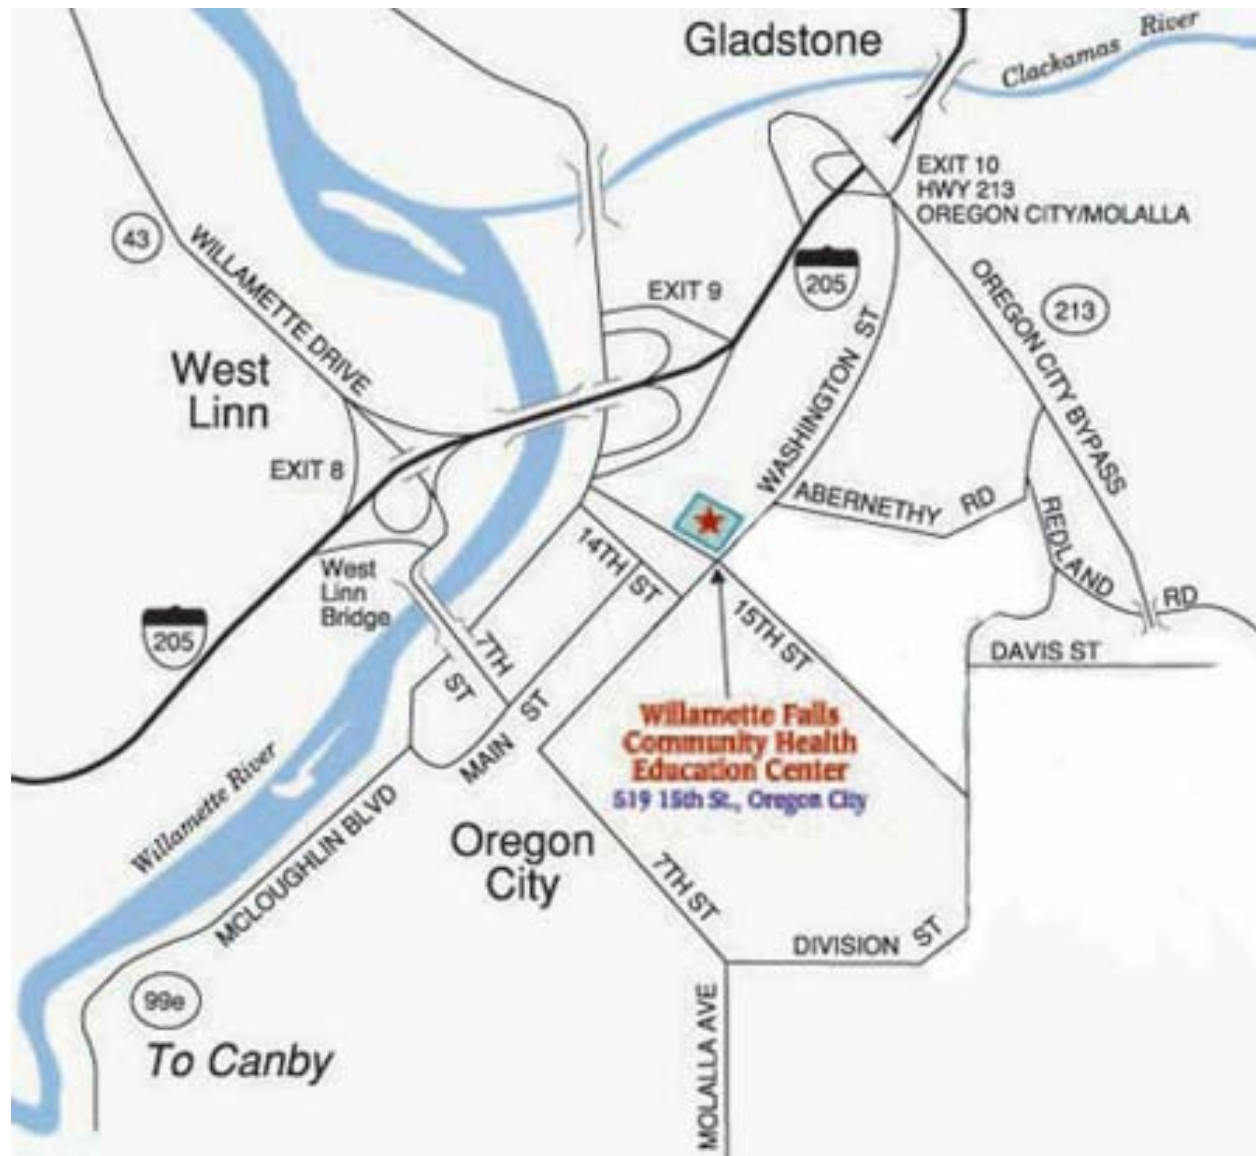 Gladstone
Clackamas River
EXIT 10
HWY 213
OREGON CITY/MOLALLA
43
WILLAMETTE DRIVE
205
EXIT 9
OREGON CITY BYPASS
213
West
Linn
WASHINGTON ST
EXIT 8
ABERNETHY RD
REDLAND RD
14TH ST
West
Linn
Bridge
205
7TH ST
15TH ST
DAVIS ST
MAIN ST
Willamette Falls
Community Health
Education Center
519 15th St., Oregon City
Willamette River
MCLOUGHLIN BLVD
Oregon
City
7TH ST
DIVISION ST
99e
To Canby
MOLALLA AVE